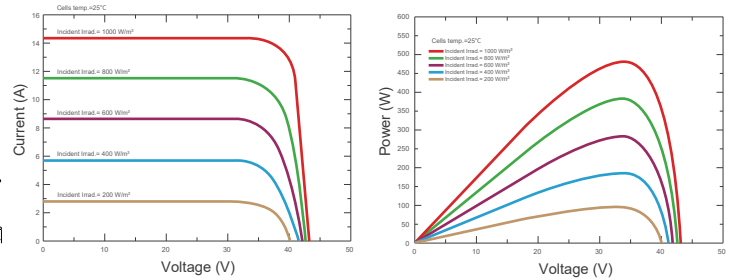 Cells temp.=25°C
16
14
12
10
8
6
4
2
0
Current (A)
Incident Irrad.= 1000 W/m²
Incident Irrad.= 800 W/m²
Incident Irrad.= 600 W/m²
Incident Irrad.= 400 W/m²
Incident Irrad.= 200 W/m²
0 10 20 30 40 50
Voltage (V)
600
550
500
450
400
350
300
250
200
150
100
50
0
Power (W)
Cells temp.=25°C
Incident Irrad.= 1000 W/m²
Incident Irrad.= 800 W/m²
Incident Irrad.= 600 W/m²
Incident Irrad.= 400 W/m²
Incident Irrad.= 200 W/m²
0 10 20 30 40 50
Voltage (V)